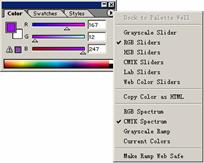 Color
Swatches
Styles
R
167
G
12
B
247
Dock to Palette Well
Grayscale Slider
RGB Sliders
HSB Sliders
CMYK Sliders
Lab Sliders
Web Color Sliders
Copy Color as HTML
RGB Spectrum
CMYK Spectrum
Grayscale Ramp
Current Colors
Make Ramp Web Safe